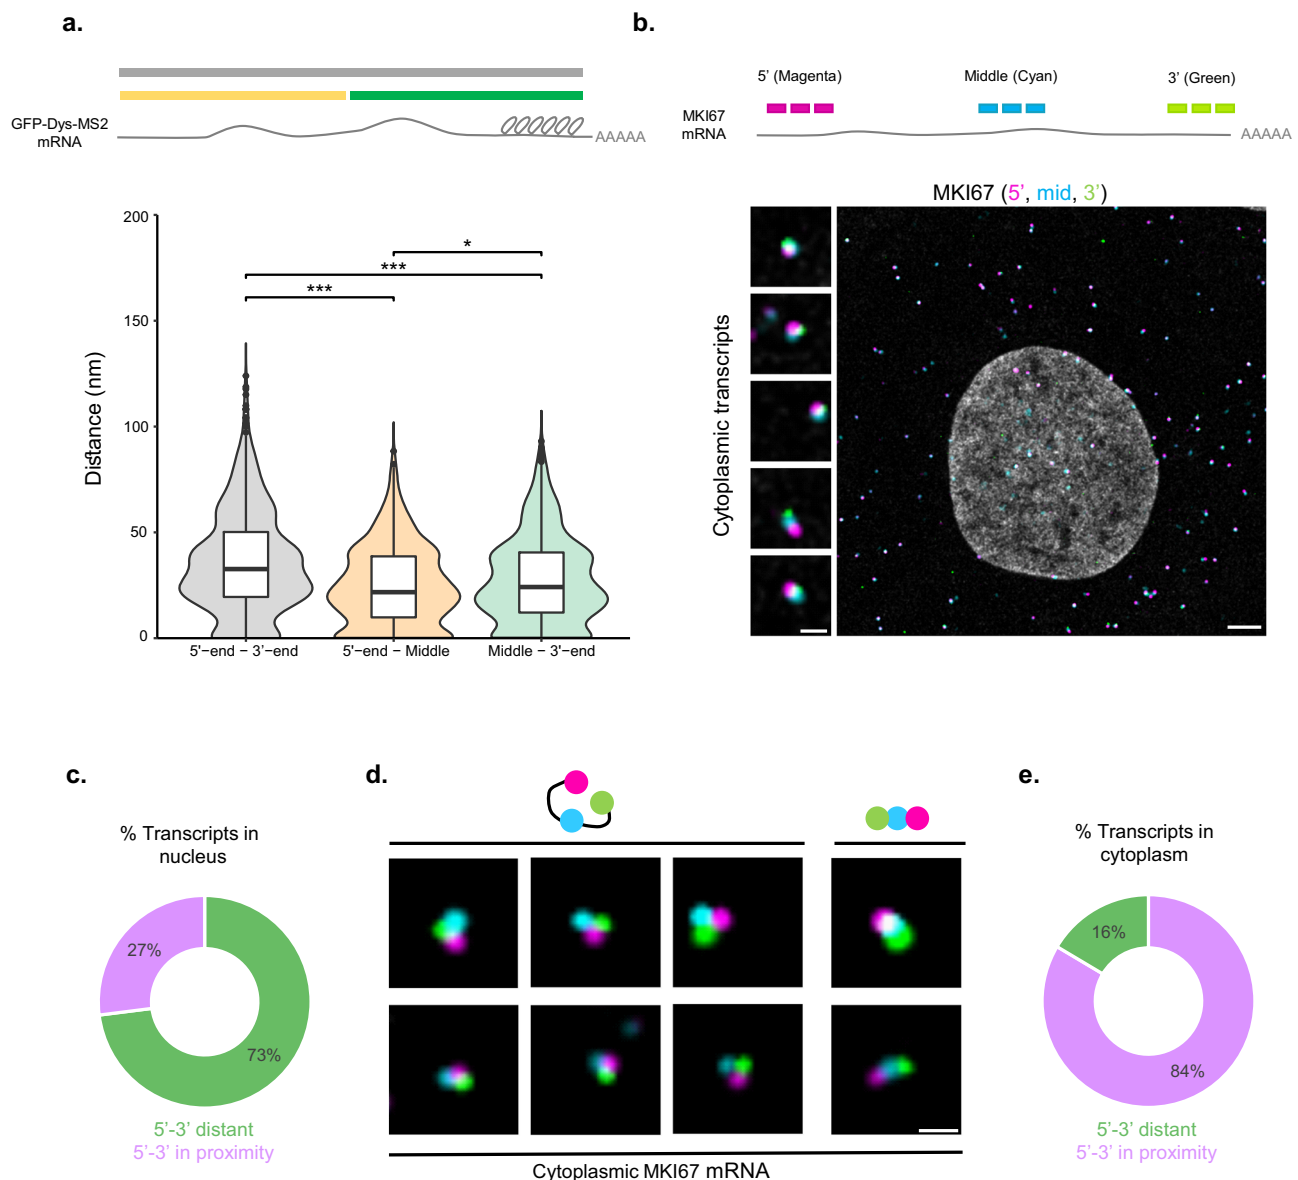 a.
GFP-Dys-MS2
mRNA
AAAAA
Distance (nm)
200
150
100
50
0
*
***
***
5'-end – 3'-end
5'-end – Middle
Middle – 3'-end
b.
5' (Magenta)
Middle (Cyan)
3' (Green)
MKI67
mRNA
AAAAA
MKI67 (5', mid, 3')
Cytoplasmic transcripts
c.
% Transcripts in
nucleus
27%
73%
5'-3' distant
5'-3' in proximity
d.
Cytoplasmic MKI67 mRNA
e.
% Transcripts in
cytoplasm
16%
84%
5'-3' distant
5'-3' in proximity